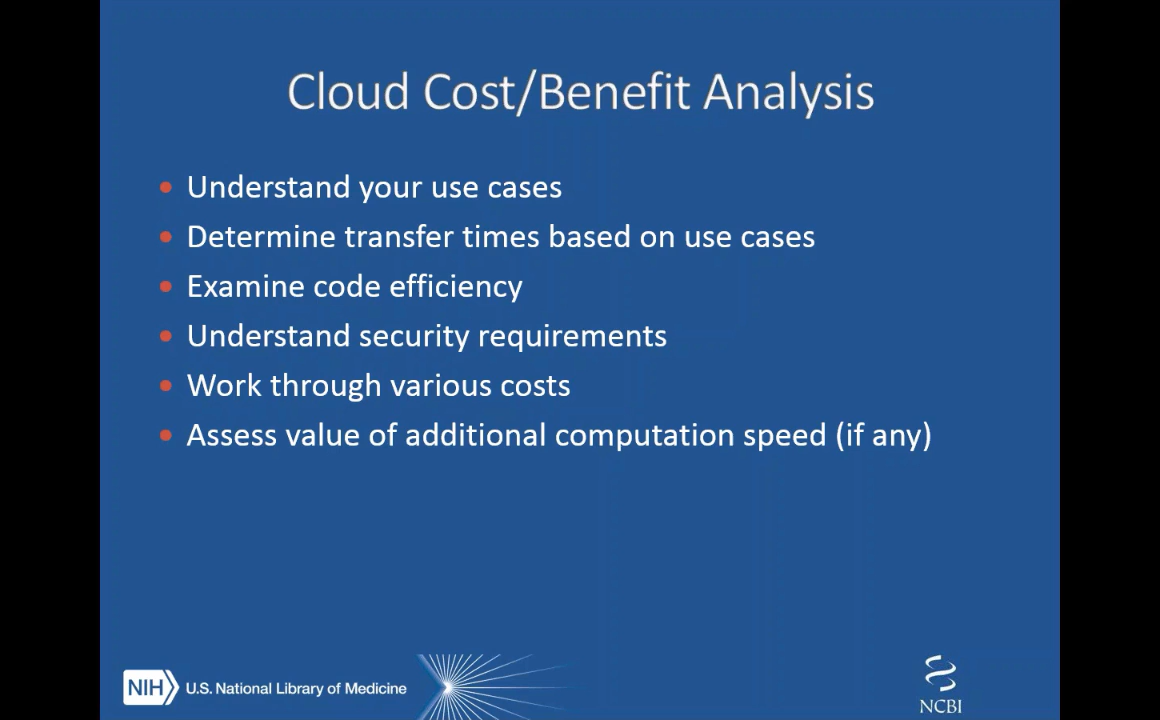 Cloud Cost/Benefit Analysis
Understand your use cases
Determine transfer times based on use cases
Examine code efficiency
Understand security requirements
Work through various costs
Assess value of additional computation speed (if any)
NIH U.S. National Library of Medicine
NCBI